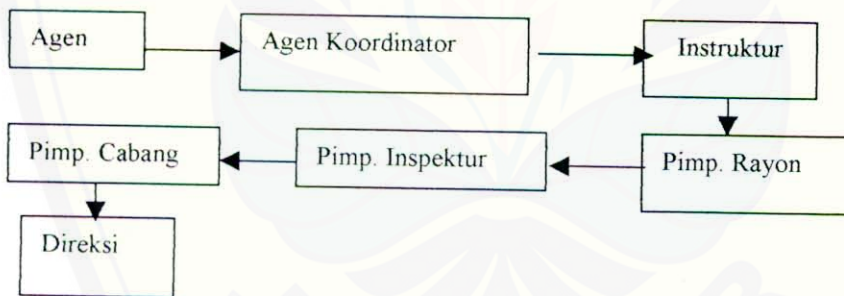 Agen
Agen Koordinator
Instruktur
Pimp. Rayon
Pimp. Inspektur
Pimp. Cabang
Direksi